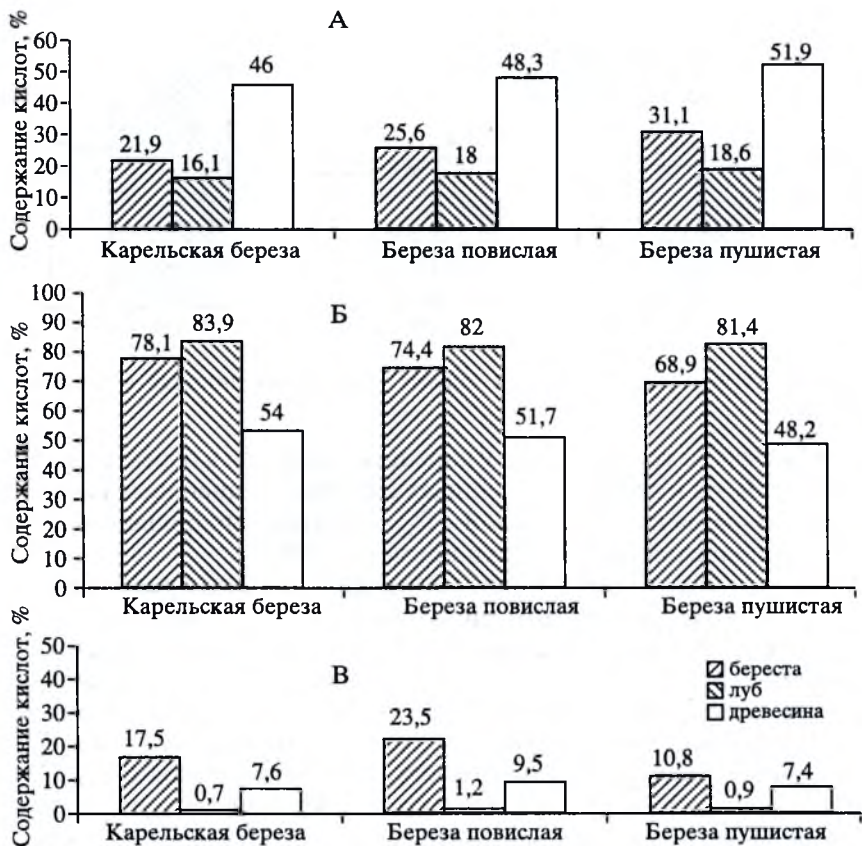 А
Содержание кислот, %
60
50
40
30
20
10
0
21,9
16,1
46
25,6
18
48,3
31,1
18,6
51,9
Карельская береза
Береза повислая
Береза пушистая
Б
Содержание кислот, %
100
90
80
70
60
50
40
30
20
10
0
78,1
83,9
54
74,4
82
51,7
68,9
81,4
48,2
Карельская береза
Береза повислая
Береза пушистая
В
Содержание кислот, %
50
40
30
20
10
0
17,5
0,7
7,6
23,5
1,2
9,5
10,8
0,9
7,4
береста
луб
древесина
Карельская береза
Береза повислая
Береза пушистая